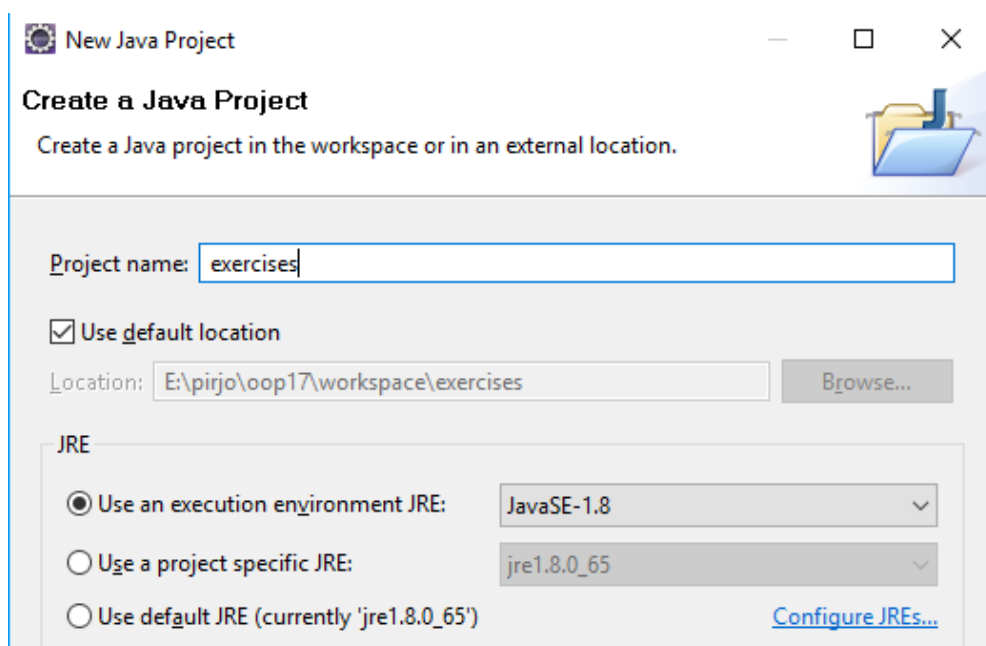 New Java Project
Create a Java Project
Create a Java project in the workspace or in an external location.
Project name: exercises
Use default location
Location: E:\pirjo\oop17\workspace\exercises Browse...
JRE
Use an execution environment JRE: JavaSE-1.8
Use a project specific JRE: jre1.8.0_65
Use default JRE (currently 'jre1.8.0_65') Configure JREs...